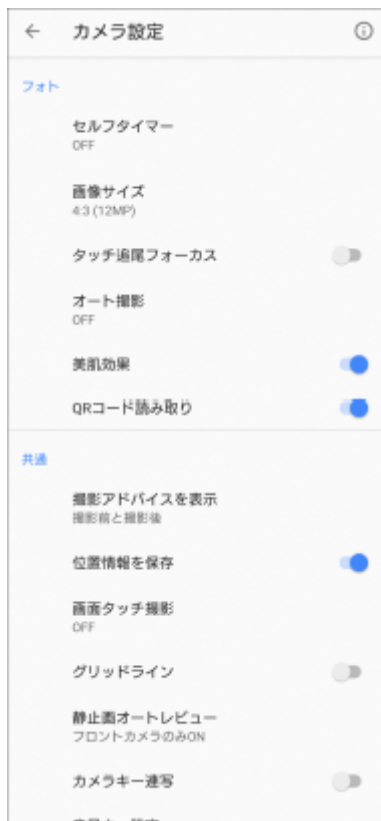 カメラ設定
フォト
セルフタイマー
OFF
画像サイズ
4:3 (12MP)
タッチ追尾フォーカス
オート撮影
OFF
美肌効果
QRコード読み取り
共通
撮影アドバイスを表示
撮影前と撮影後
位置情報を保存
画面タッチ撮影
OFF
グリッドライン
静止画オートレビュー
フロントカメラのみON
カメラキー連写